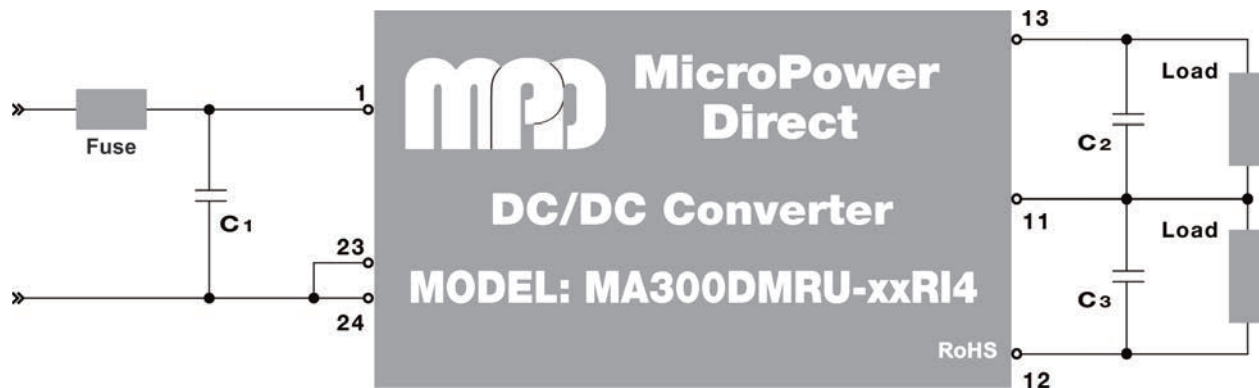 13
MPD
MicroPower
Direct
Load
1
Fuse
C2
DC/DC Converter
C1
11
Load
23
MODEL: MA300DMRU-xxRI4
C3
24
RoHS
12